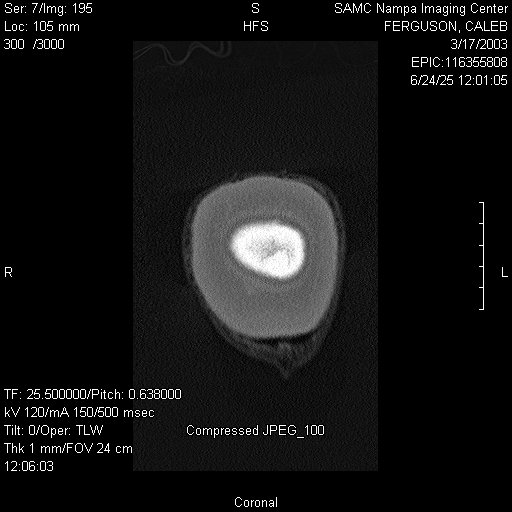 Ser: 7/Img: 195
Loc: 105 mm
300 /3000
S
HFS
SAMC Nampa Imaging Center
FERGUSON, CALEB
3/17/2003
EPIC:116355808
6/24/25 12:01:05
R
L
TF: 25.500000/Pitch: 0.638000
kV 120/mA 150/500 msec
Tilt: 0/Oper: TLW
Thk 1 mm/FOV 24 cm
12:06:03
Compressed JPEG_100
Coronal